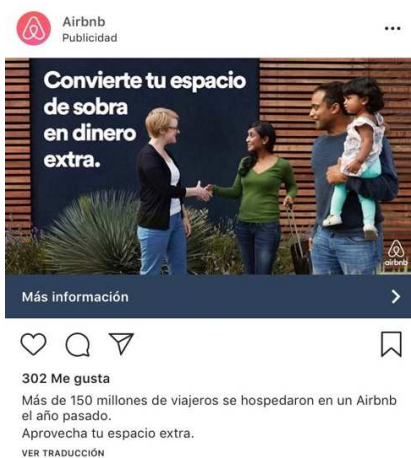 Airbnb
Publicidad
Convierte tu espacio
de sobra
en dinero
extra.
airbnb
Más información
302 Me gusta
Más de 150 millones de viajeros se hospedaron en un Airbnb
el año pasado.
Aprovecha tu espacio extra.
VER TRADUCCIÓN